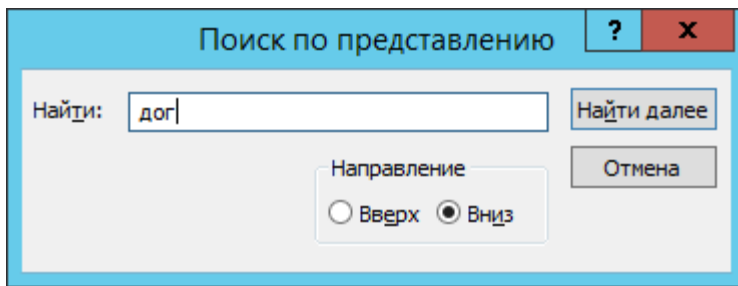 Поиск по представлению ? x
Найти: дог Найти далее
Направление Отмена
Вверх Вниз